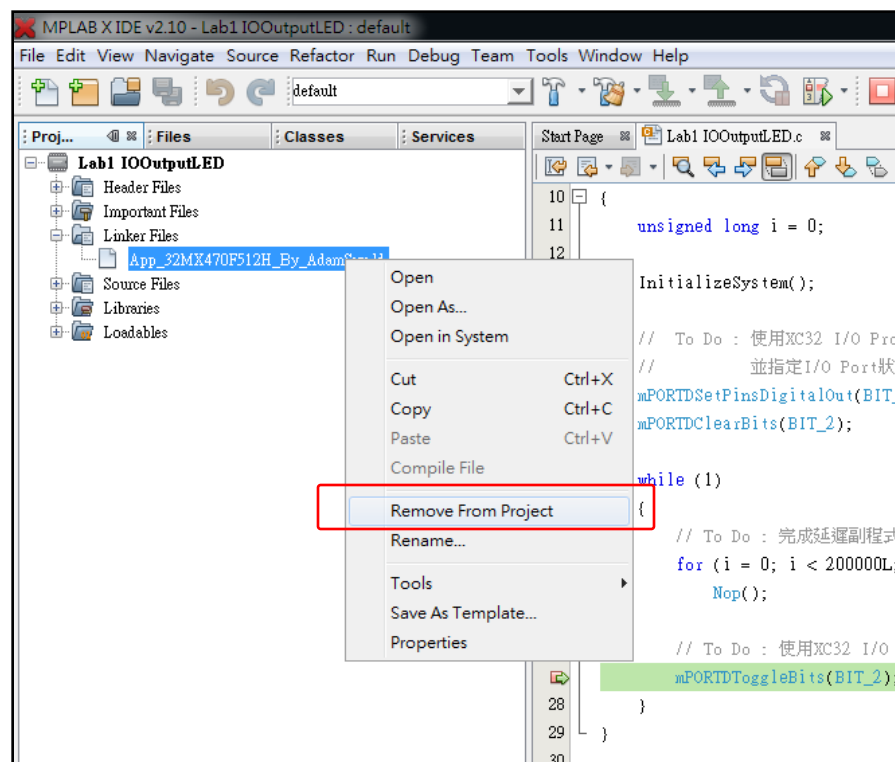 MPLAB X IDE v2.10 - Lab1 IOOutputLED : default
File Edit View Navigate Source Refactor Run Debug Team Tools Window Help
default
Proj... Files Classes Services
Start Page Lab1 IOOutputLED.c
Lab1 IOOutputLED
Header Files
Important Files
Linker Files
App_32MX470F512H_By_AdamSyu.ld
Source Files
Libraries
Loadables
Open
Open As...
Open in System
Cut Ctrl+X
Copy Ctrl+C
Paste Ctrl+V
Compile File
Remove From Project
Rename...
Tools
Save As Template...
Properties
10 {
11 unsigned long i = 0;
12
InitializeSystem();
// To Do : 使用XC32 I/O Pro
// 並指定I/O Port狀
mPORTDSetPinsDigitalOut(BIT_
mPORTDClearBits(BIT_2);
while (1)
{
// To Do : 完成延遲副程式
for (i = 0; i < 200000L;
Nop();
// To Do : 使用XC32 I/O
mPORTDToggleBits(BIT_2);
28 }
29 }
30